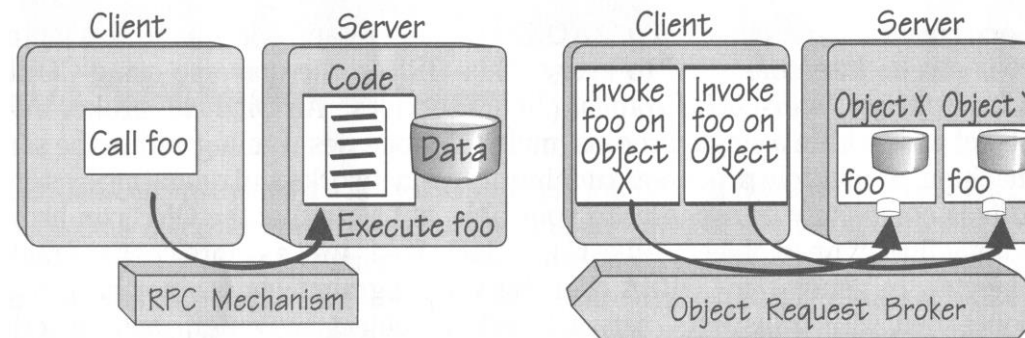 Client
Server
Call foo
Code
Data
Execute foo
RPC Mechanism
Client
Server
Invoke
foo on
Object
X
Invoke
foo on
Object
Y
Object X
foo
Object Y
foo
Object Request Broker